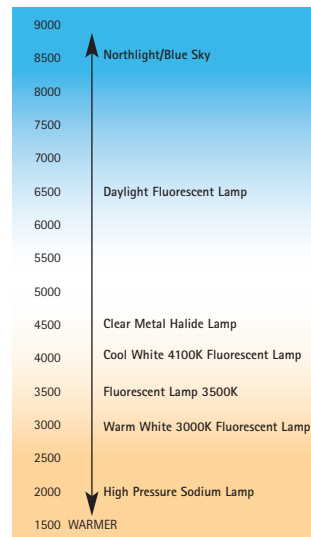 9000
8500 Northlight/Blue Sky
8000
7500
7000
6500 Daylight Fluorescent Lamp
6000
5500
5000
4500 Clear Metal Halide Lamp
4000 Cool White 4100K Fluorescent Lamp
3500 Fluorescent Lamp 3500K
3000 Warm White 3000K Fluorescent Lamp
2500
2000 High Pressure Sodium Lamp
1500 WARMER